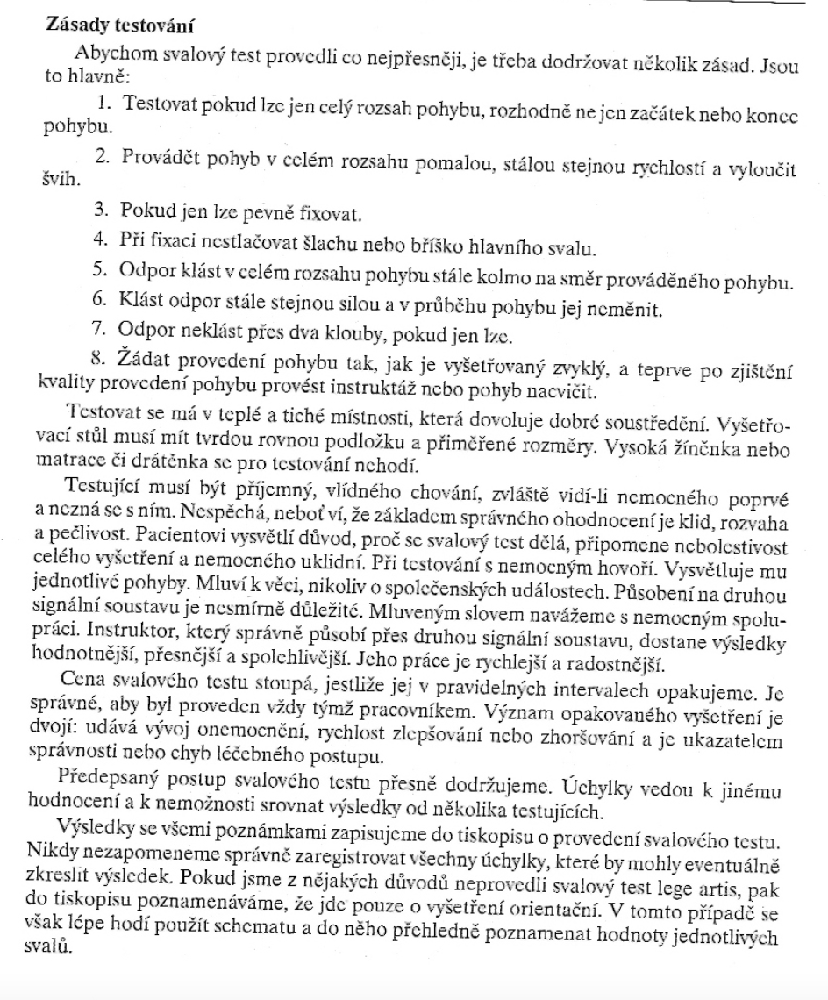 Zásady testování
Abychom svalový test provedli co nejpřesněji, je třeba dodržovat několik zásad. Jsou
to hlavně:
1. Testovat pokud lze jen celý rozsah pohybu, rozhodně ne jen začátek nebo konec
pohybu.
2. Provádět pohyb v celém rozsahu pomalou, stálou stejnou rychlostí a vyloučit
švih.
3. Pokud jen lze pevně fixovat.
4. Při fixaci nestlačovat šlachu nebo bříško hlavního svalu.
5. Odpor klást v celém rozsahu pohybu stále kolmo na směr prováděného pohybu.
6. Klást odpor stále stejnou silou a v průběhu pohybu jej neměnit.
7. Odpor neklást přes dva klouby, pokud jen lze.
8. Žádat provedení pohybu tak, jak je vyšetřovaný zvyklý, a teprve po zjištění
kvality provedení pohybu provést instruktáž nebo pohyb nacvičit.
Testovat se má v teplé a tiché místnosti, která dovoluje dobré soustředění. Vyšetřo-
vací stůl musí mít tvrdou rovnou podložku a přiměřené rozměry. Vysoká žíněnka nebo
matrace či drátěnka se pro testování nehodí.
Testující musí být příjemný, vlídného chování, zvláště vidí-li nemocného poprvé
a nezná se s ním. Nespěchá, neboť ví, že základem správného ohodnocení je klid, rozvaha
a pečlivost. Pacientovi vysvětlí důvod, proč se svalový test dělá, připomene nebolestivost
celého vyšetření a nemocného uklidní. Při testování s nemocným hovoří. Vysvětluje mu
jednotlivé pohyby. Mluví k věci, nikoliv o společenských událostech. Působení na druhou
signální soustavu je nesmírně důležité. Mluveným slovem navážeme s nemocným spolu-
práci. Instruktor, který správně působí přes druhou signální soustavu, dostane výsledky
hodnotnější, přesnější a spolehlivější. Jeho práce je rychlejší a radostnější.
Cena svalového testu stoupá, jestliže jej v pravidelných intervalech opakujeme. Je
správné, aby byl proveden vždy týmž pracovníkem. Význam opakovaného vyšetření je
dvojí: udává vývoj onemocnění, rychlost zlepšování nebo zhoršování a je ukazatelem
správnosti nebo chyb léčebného postupu.
Předepsaný postup svalového testu přesně dodržujeme. Úchylky vedou k jinému
hodnocení a k nemožnosti srovnat výsledky od několika testujících.
Výsledky se všemi poznámkami zapisujeme do tiskopisu o provedení svalového testu.
Nikdy nezapomeneme správně zaregistrovat všechny úchylky, které by mohly eventuálně
zkreslit výsledek. Pokud jsme z nějakých důvodů neprovedli svalový test lege artis, pak
do tiskopisu poznamenáváme, že jde pouze o vyšetření orientační. V tomto případě se
však lépe hodí použít schematu a do něho přehledně poznamenat hodnoty jednotlivých
svalů.